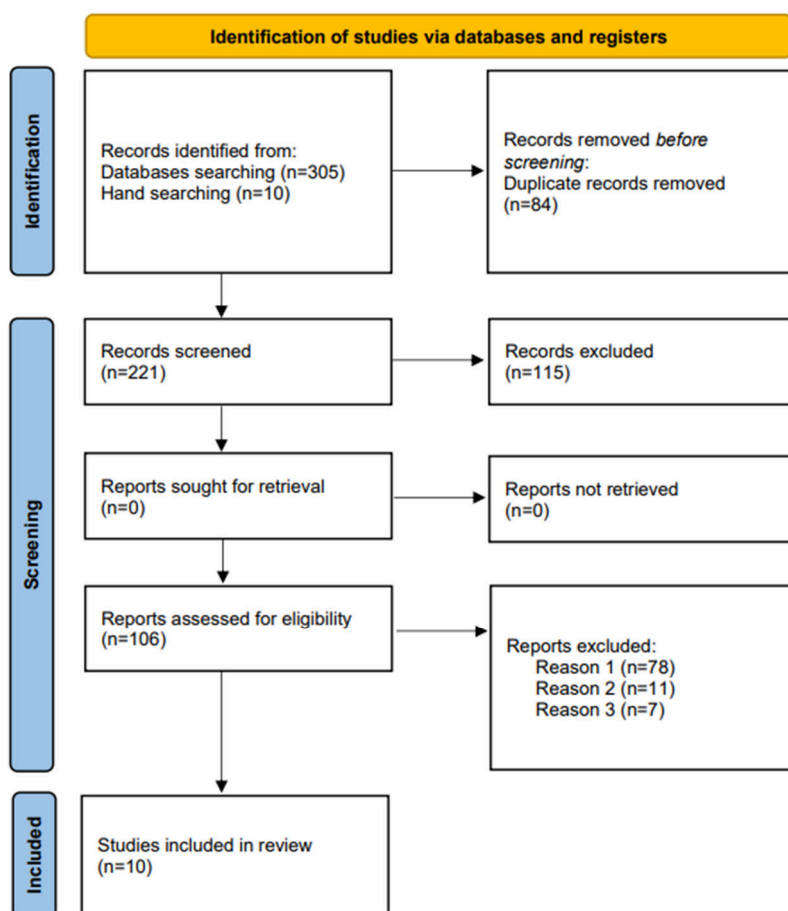 Identification of studies via databases and registers
Identification
Records identified from:
Databases searching (n=305)
Hand searching (n=10)
Records removed before
screening:
Duplicate records removed
(n=84)
Screening
Records screened
(n=221)
Records excluded
(n=115)
Reports sought for retrieval
(n=0)
Reports not retrieved
(n=0)
Reports assessed for eligibility
(n=106)
Reports excluded:
Reason 1 (n=78)
Reason 2 (n=11)
Reason 3 (n=7)
Included
Studies included in review
(n=10)